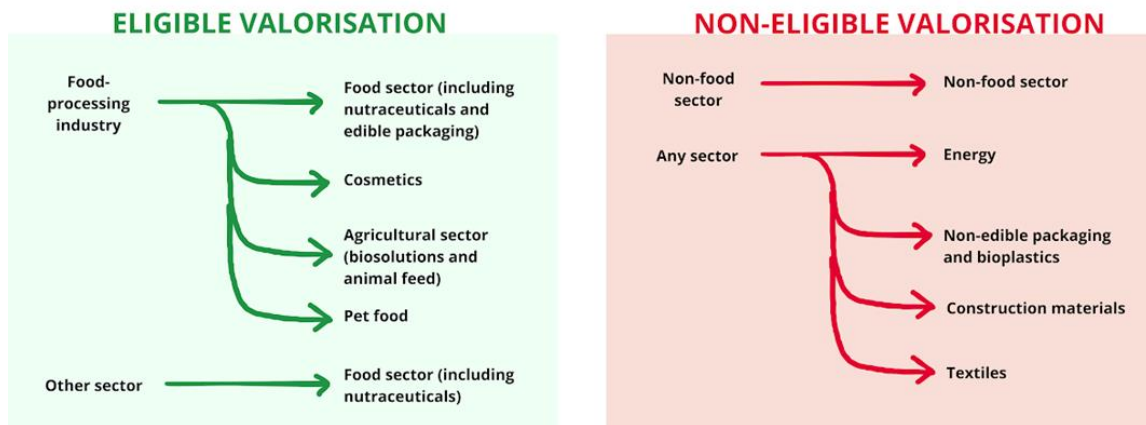 ELIGIBLE VALORISATION
Food-
processing
industry
Food sector (including
nutraceuticals and
edible packaging)
Cosmetics
Agricultural sector
(biosolutions and
animal feed)
Pet food
Other sector
Food sector (including
nutraceuticals)
NON-ELIGIBLE VALORISATION
Non-food
sector
Non-food sector
Any sector
Energy
Non-edible packaging
and bioplastics
Construction materials
Textiles